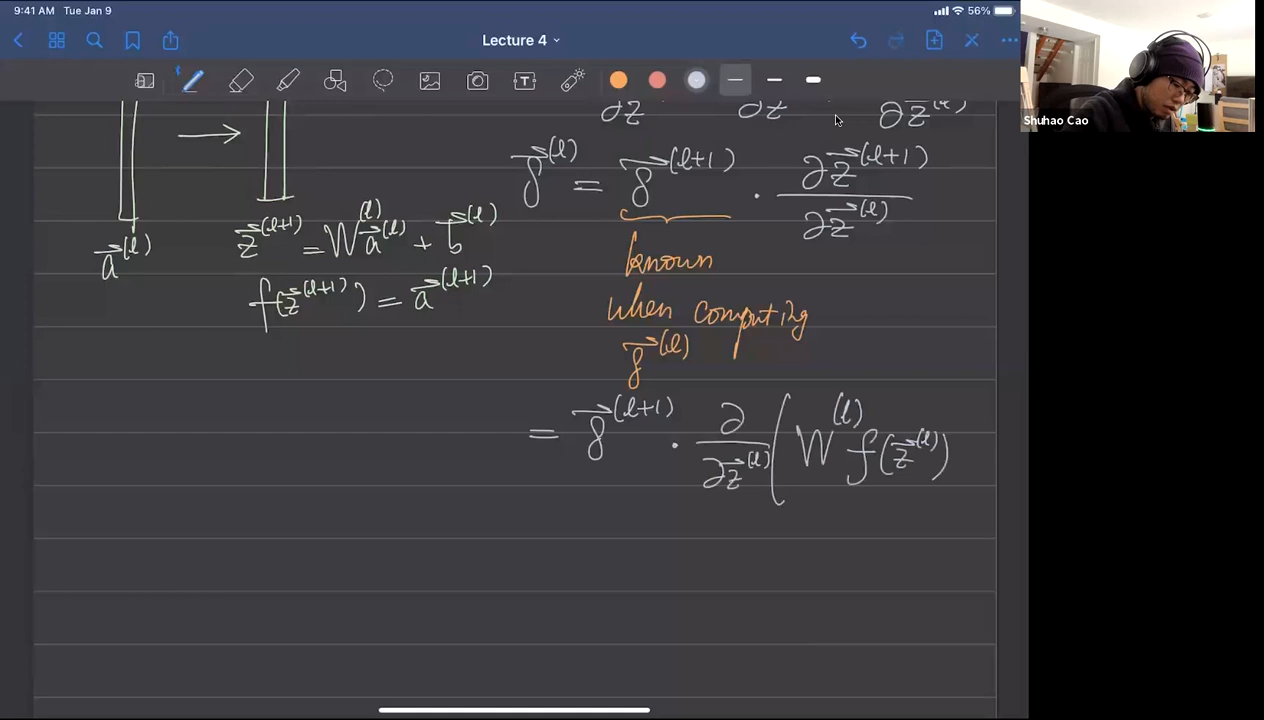 9:41 AM Tue Jan 9
56%
Lecture 4
Shuhao Cao
∂z ∂z ∂z⃗^(l)
δ⃗^(l) = δ⃗^(l+1) · ∂z⃗^(l+1) / ∂z⃗^(l)
a⃗^(l)
z⃗^(l+1) = W^(l) a⃗^(l) + b⃗^(l)
f(z⃗^(l+1)) = a⃗^(l+1)
known
when computing
δ⃗^(l)
= δ⃗^(l+1) · ∂/∂z⃗^(l) ( W^(l) f(z⃗^(l))